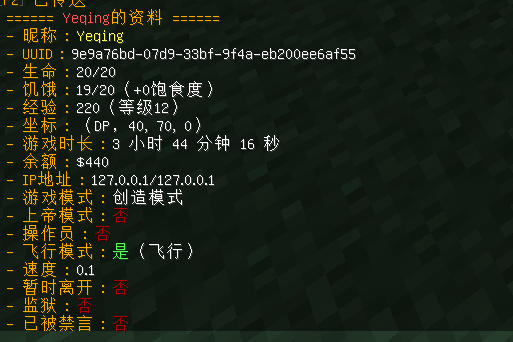 ====== Yeqing的资料 ======
- 昵称：Yeqing
- UUID：9e9a76bd-07d9-33bf-9f4a-eb200ee6af55
- 生命：20/20
- 饥饿：19/20（+0饱食度）
- 经验：220（等级12）
- 坐标：（DP, 40, 70, 0）
- 游戏时长：3 小时 44 分钟 16 秒
- 余额：$440
- IP地址：127.0.0.1/127.0.0.1
- 游戏模式：创造模式
- 上帝模式：否
- 操作员：否
- 飞行模式：是（飞行）
- 速度：0.1
- 暂时离开：否
- 监狱：否
- 已被禁言：否